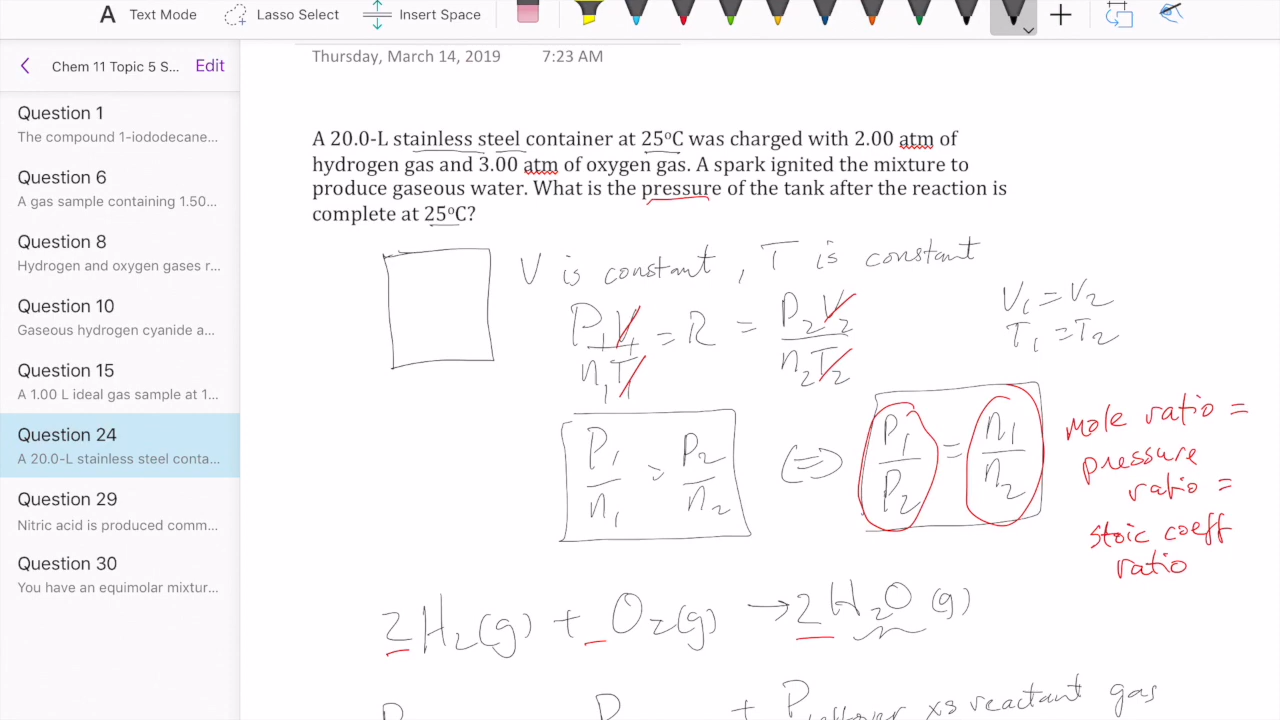 A Text Mode Lasso Select Insert Space
Chem 11 Topic 5 S... Edit
Question 1
The compound 1-iododecane...
Question 6
A gas sample containing 1.50...
Question 8
Hydrogen and oxygen gases r...
Question 10
Gaseous hydrogen cyanide a...
Question 15
A 1.00 L ideal gas sample at 1...
Question 24
A 20.0-L stainless steel conta...
Question 29
Nitric acid is produced comm...
Question 30
You have an equimolar mixtur...
Thursday, March 14, 2019 7:23 AM
A 20.0-L stainless steel container at 25°C was charged with 2.00 atm of
hydrogen gas and 3.00 atm of oxygen gas. A spark ignited the mixture to
produce gaseous water. What is the pressure of the tank after the reaction is
complete at 25°C?
V is constant, T is constant
P₁V₁/n₁T₁ = R = P₂V₂/n₂T₂
V₁ = V₂
T₁ = T₂
P₁/n₁ = P₂/n₂ ⇔ P₁/P₂ = n₁/n₂
Mole ratio =
pressure
ratio =
stoic coeff
ratio
2H₂(g) + O₂(g) → 2H₂O(g)
P P + P leftover xs reactant gas